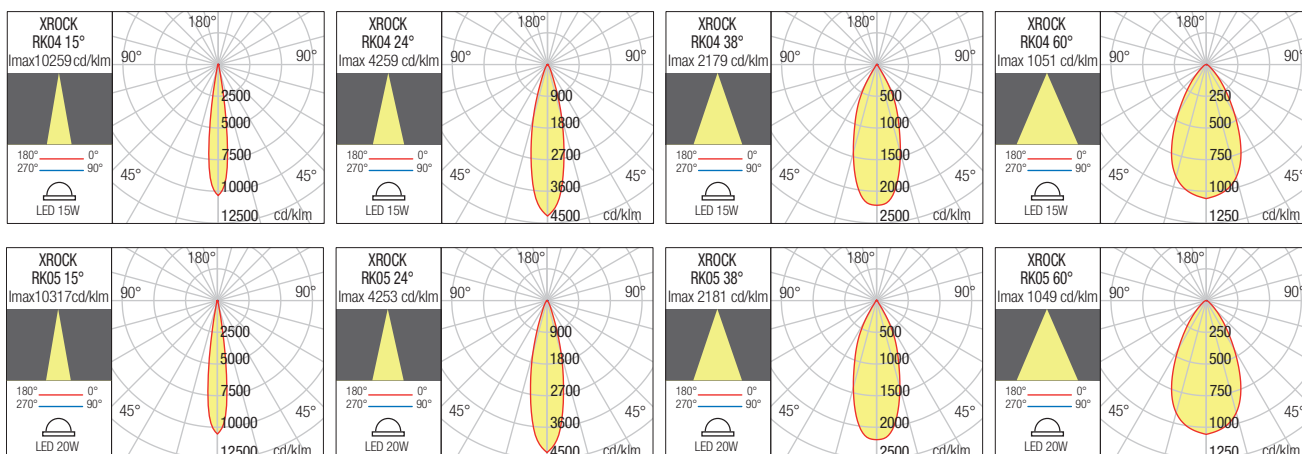 XROCK
RK04 15°
Imax10259 cd/klm
180° 0°
270° 90°
LED 15W
180°
90° 90°
2500
5000
7500
45° 45°
10000
12500 cd/klm
XROCK
RK04 24°
Imax 4259 cd/klm
180° 0°
270° 90°
LED 15W
180°
90° 90°
900
1800
2700
45° 45°
3600
4500 cd/klm
XROCK
RK04 38°
Imax 2179 cd/klm
180° 0°
270° 90°
LED 15W
180°
90° 90°
500
1000
1500
45° 45°
2000
2500 cd/klm
XROCK
RK04 60°
Imax 1051 cd/klm
180° 0°
270° 90°
LED 15W
180°
90° 90°
250
500
750
45° 45°
1000
1250 cd/klm
XROCK
RK05 15°
Imax10317cd/klm
180° 0°
270° 90°
LED 20W
180°
90° 90°
2500
5000
7500
45° 45°
10000
12500 cd/klm
XROCK
RK05 24°
Imax 4253 cd/klm
180° 0°
270° 90°
LED 20W
180°
90° 90°
900
1800
2700
45° 45°
3600
4500 cd/klm
XROCK
RK05 38°
Imax 2181 cd/klm
180° 0°
270° 90°
LED 20W
180°
90° 90°
500
1000
1500
45° 45°
2000
2500 cd/klm
XROCK
RK05 60°
Imax 1049 cd/klm
180° 0°
270° 90°
LED 20W
180°
90° 90°
250
500
750
45° 45°
1000
1250 cd/klm